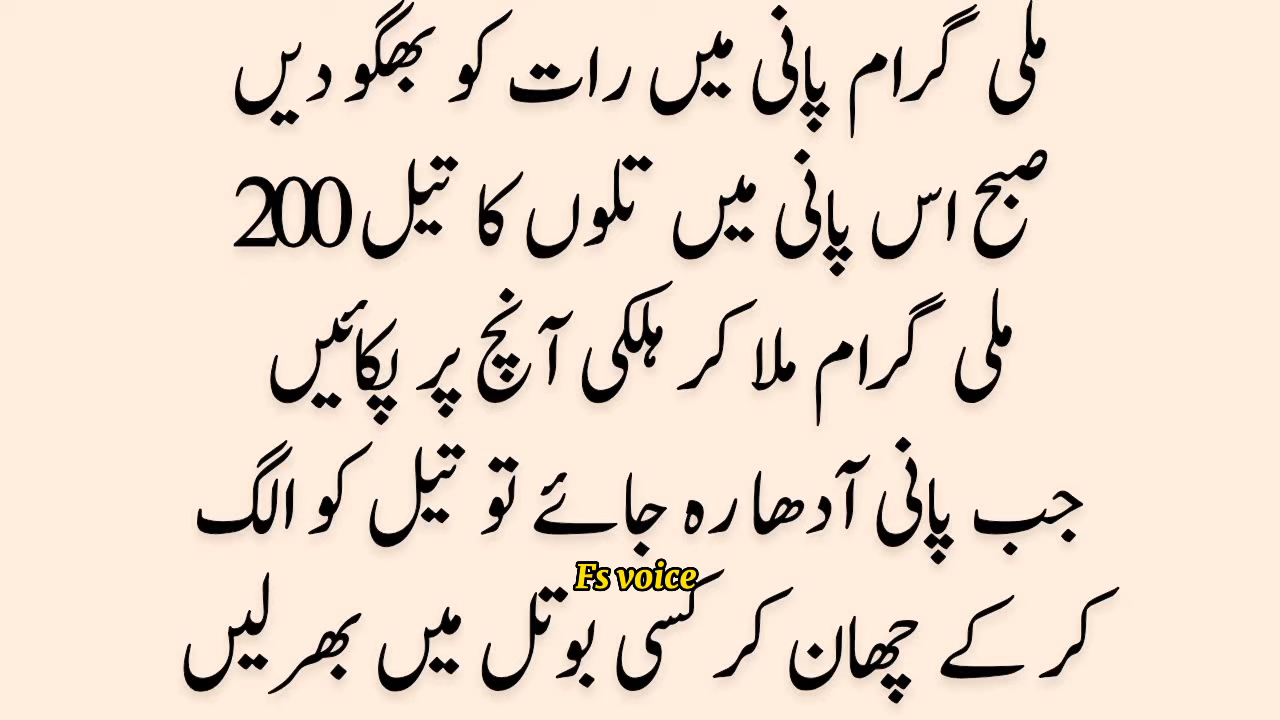 ملی گرام پانی میں رات کو بھگو دیں
صبح اس پانی میں تلوں کا تیل 200
ملی گرام ملا کر ہلکی آنچ پر پکائیں
جب پانی آدھا رہ جائے تو تیل کو الگ
Fs voice
کر کے چھان کر کسی بوتل میں بھر لیں